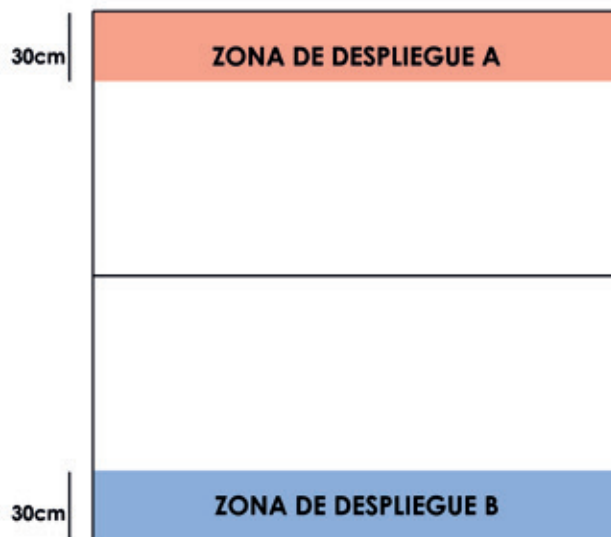 30cm
ZONA DE DESPLIEGUE A
30cm
ZONA DE DESPLIEGUE B